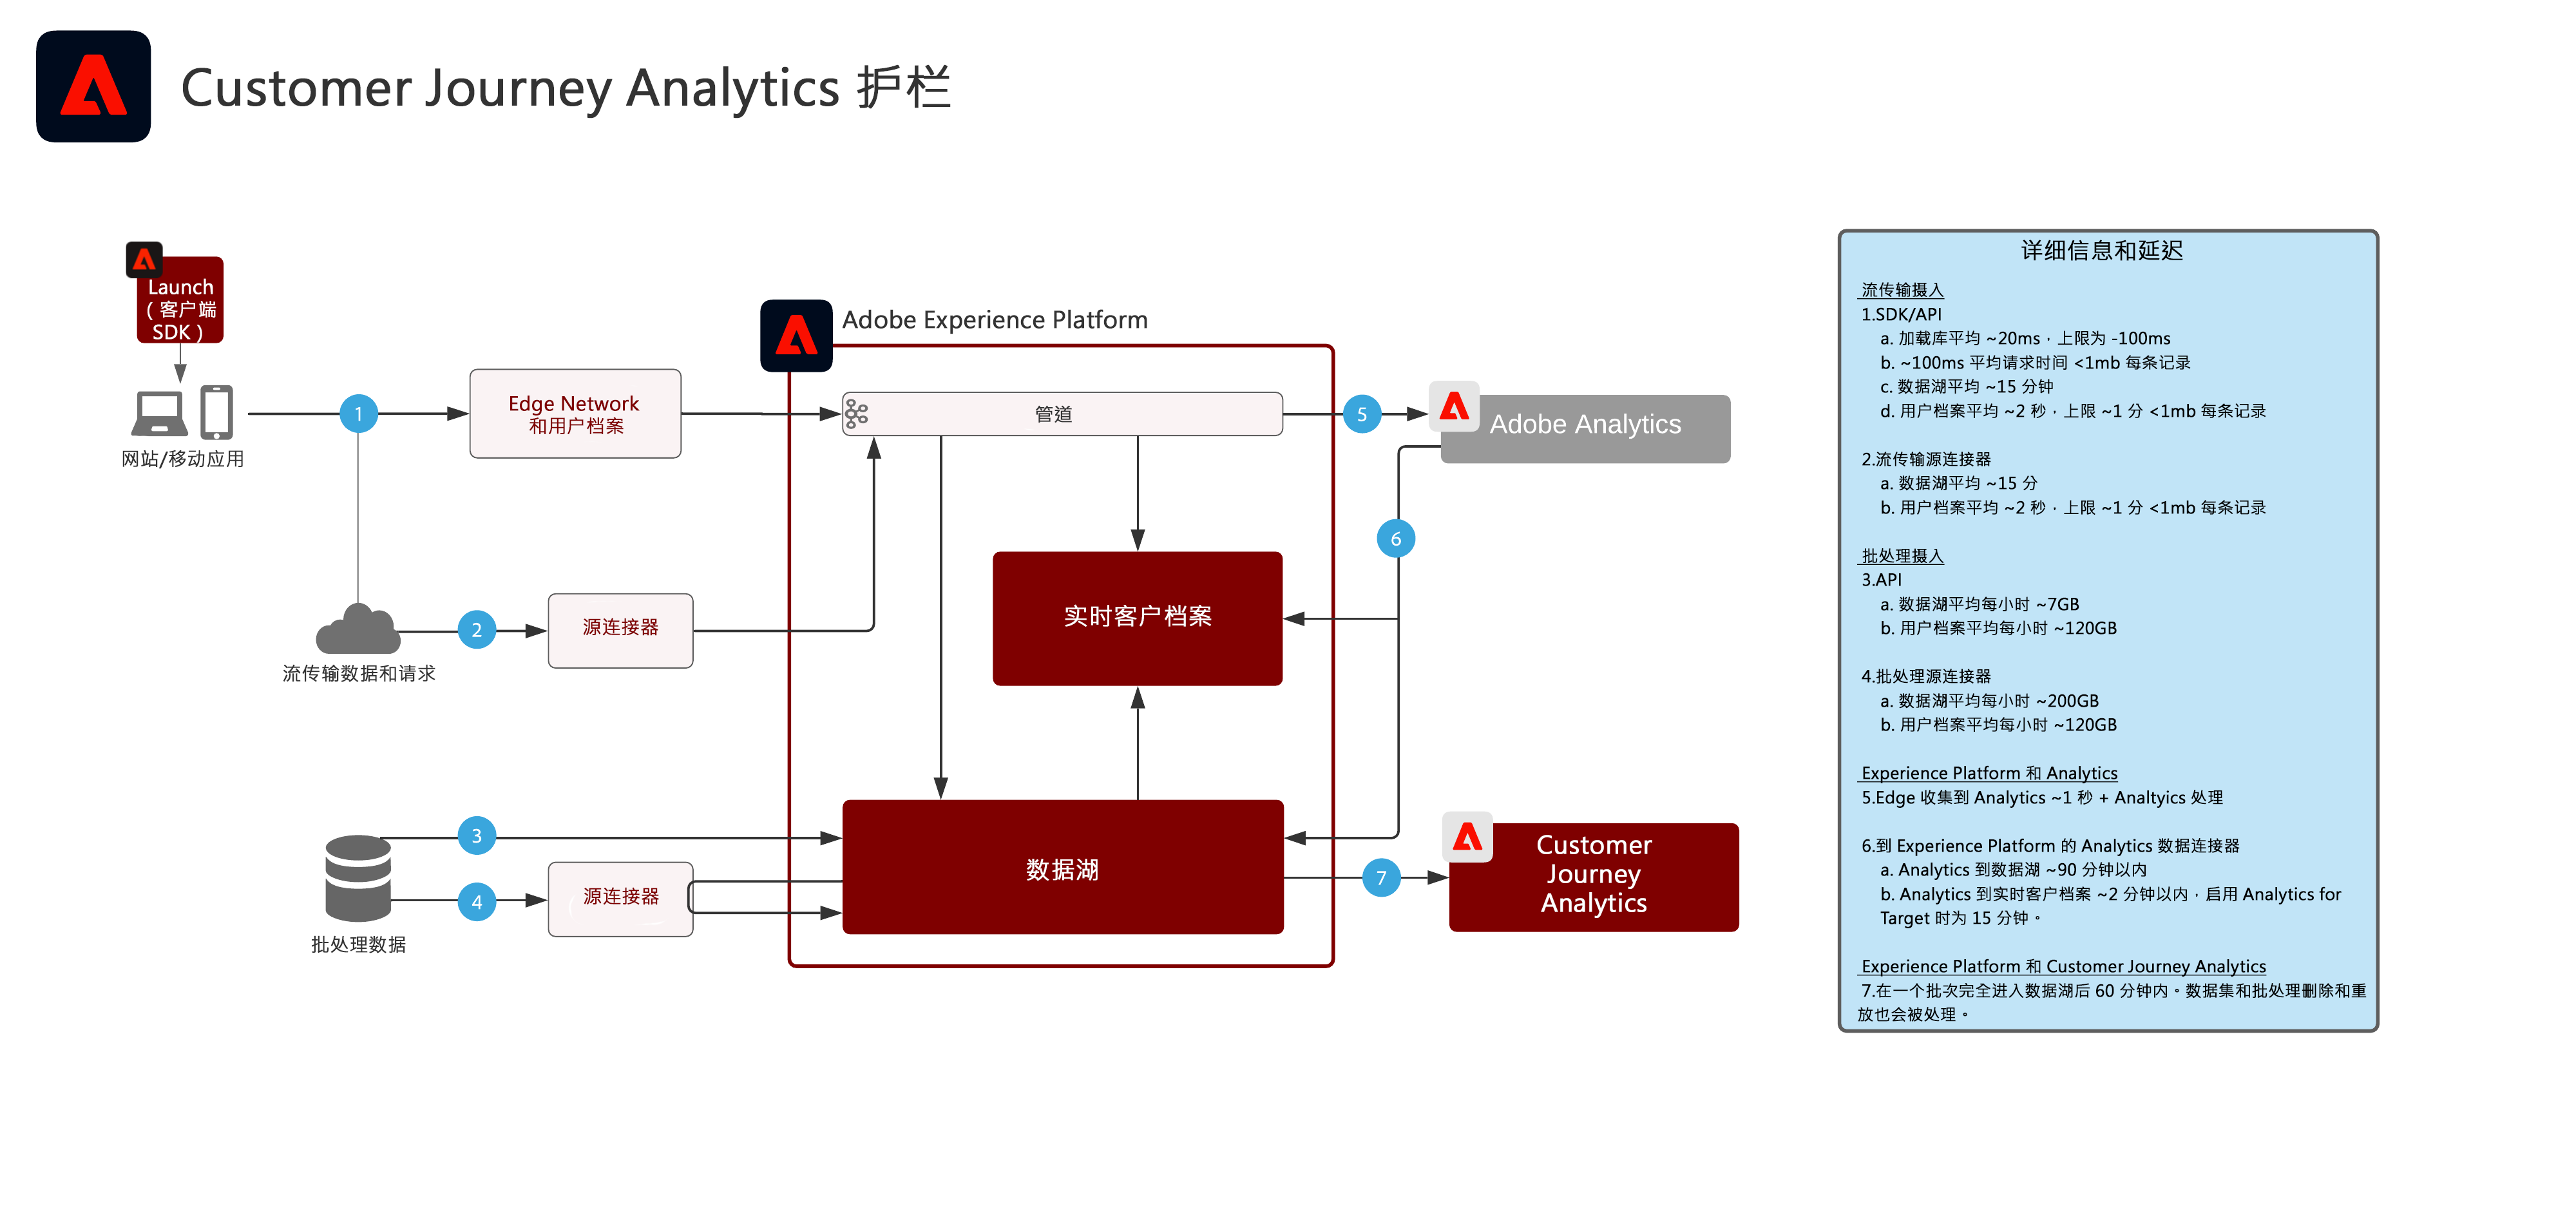 Customer Journey Analytics 护栏
Launch
(客户端
SDK)
网站/移动应用
1
Edge Network
和用户档案
Adobe Experience Platform
管道
5
Adobe Analytics
6
流传输数据和请求
2
源连接器
实时客户档案
3
批处理数据
4
源连接器
数据湖
7
Customer
Journey
Analytics
详细信息和延迟
流传输摄入
1.SDK/API
a. 加载库平均 ~20ms，上限为 -100ms
b. ~100ms 平均请求时间 <1mb 每条记录
c. 数据湖平均 ~15 分钟
d. 用户档案平均 ~2 秒，上限 ~1 分 <1mb 每条记录
2.流传输源连接器
a. 数据湖平均 ~15 分
b. 用户档案平均 ~2 秒，上限 ~1 分 <1mb 每条记录
批处理摄入
3.API
a. 数据湖平均每小时 ~7GB
b. 用户档案平均每小时 ~120GB
4.批处理源连接器
a. 数据湖平均每小时 ~200GB
b. 用户档案平均每小时 ~120GB
Experience Platform 和 Analytics
5.Edge 收集到 Analytics ~1 秒 + Analtyics 处理
6.到 Experience Platform 的 Analytics 数据连接器
a. Analytics 到数据湖 ~90 分钟以内
b. Analytics 到实时客户档案 ~2 分钟以内，启用 Analytics for
Target 时为 15 分钟。
Experience Platform 和 Customer Journey Analytics
7.在一个批次完全进入数据湖后 60 分钟内。数据集和批处理删除和重
放也会被处理。